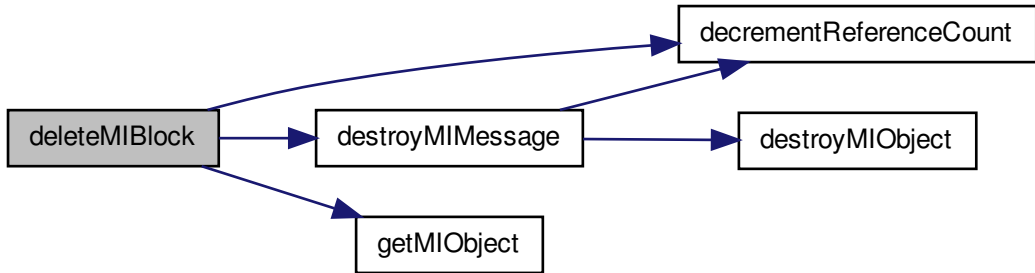 decrementReferenceCount
deleteMIBlock
destroyMIMessage
destroyMIObject
getMIObject